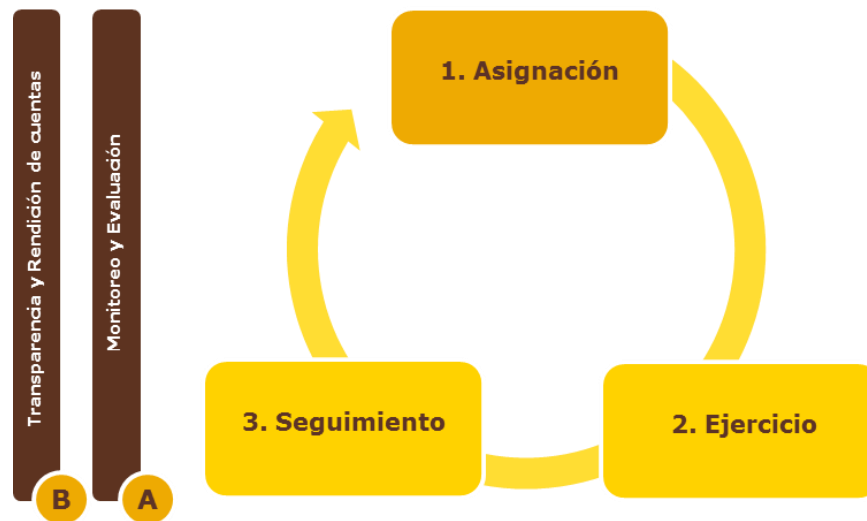 Transparencia y Rendición de cuentas
B
Monitoreo y Evaluación
A
1. Asignación
2. Ejercicio
3. Seguimiento